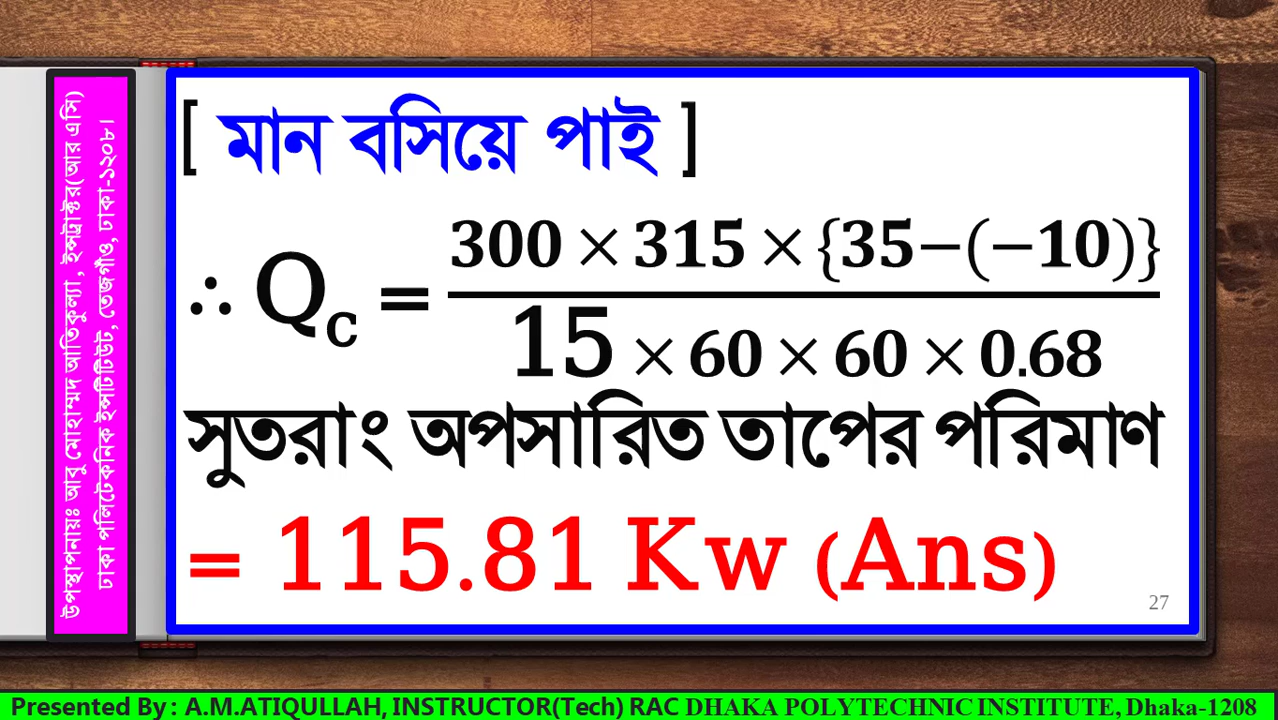 উপস্থাপনায়ঃ আবু মোহাম্মদ আতিকুল্যা, ইন্সট্রাক্টর(আর এসি)
ঢাকা পলিটেকনিক ইন্সটিটিউট, তেজগাঁও, ঢাকা-১২০৮।
[ মান বসিয়ে পাই ]
∴ Qc = 300 × 315 × {35−(−10)}
15 × 60 × 60 × 0.68
সুতরাং অপসারিত তাপের পরিমাণ
= 115.81 Kw (Ans)
27
Presented By : A.M.ATIQULLAH, INSTRUCTOR(Tech) RAC DHAKA POLYTECHNIC INSTITUTE, Dhaka-1208